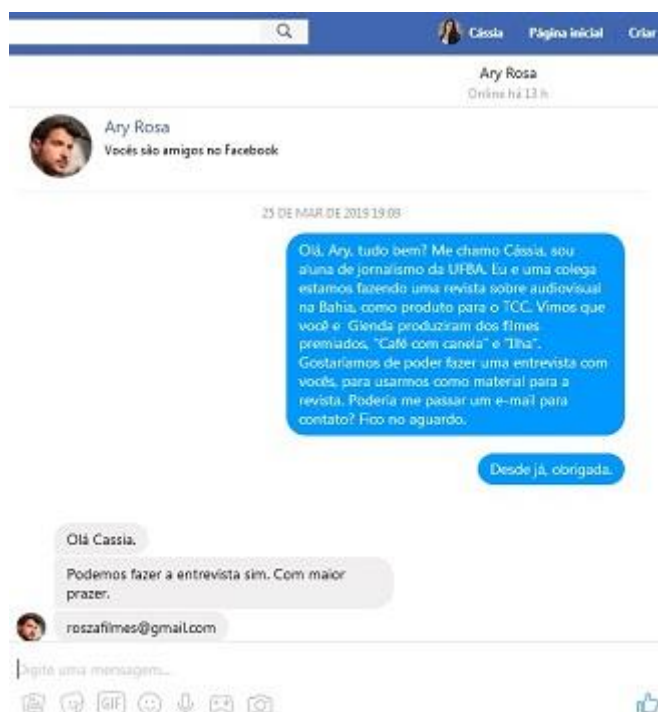 Cássia Página inicial Criar
Ary Rosa
Online há 13 h
Ary Rosa
Vocês são amigos no Facebook
25 DE MAR DE 2019 19:09
Olá, Ary, tudo bem? Me chamo Cássia, sou
aluna de jornalismo da UFBA. Eu e uma colega
estamos fazendo uma revista sobre audiovisual
na Bahia, como produto para o TCC. Vimos que
você e Glenda produziram dos filmes
premiados, "Café com canela" e "Ilha".
Gostaríamos de poder fazer uma entrevista com
vocês, para usarmos como material para a
revista. Poderia me passar um e-mail para
contato? Fico no aguardo.
Desde já, obrigada.
Olá Cassia.
Podemos fazer a entrevista sim. Com maior
prazer.
roszafilmes@gmail.com
Digite uma mensagem...
GIF